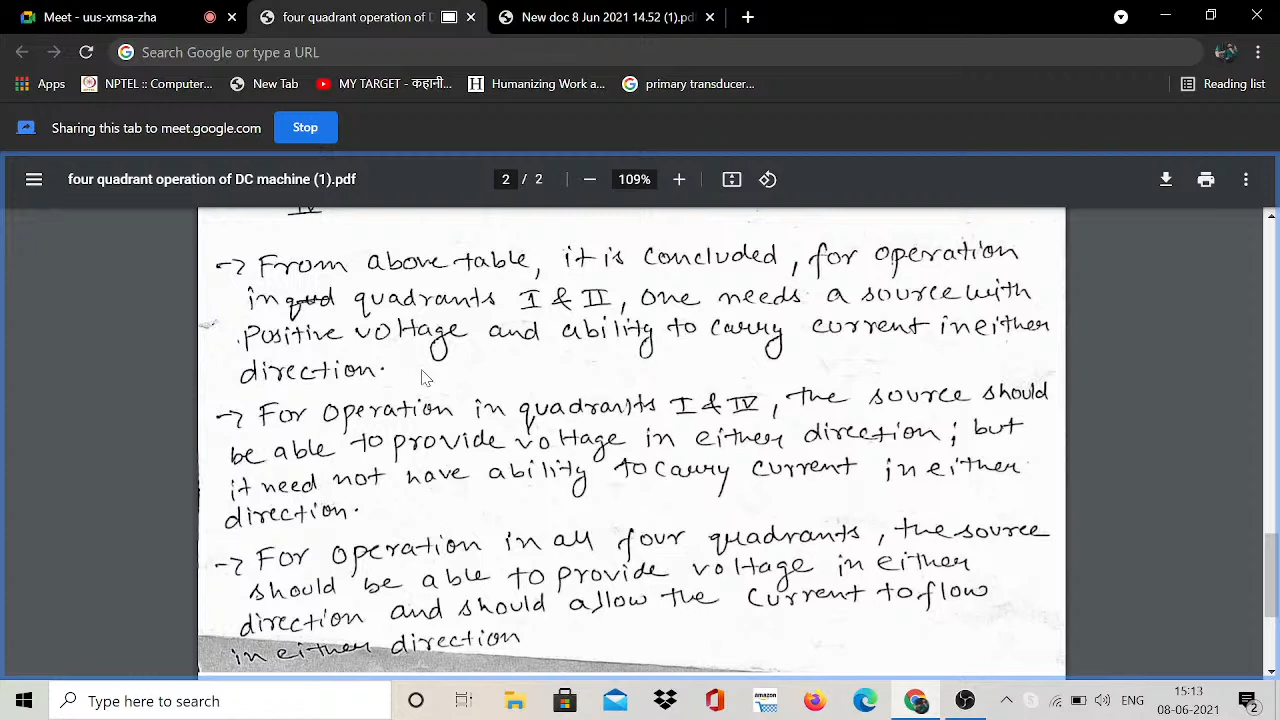 Meet - uus-xmsa-zha
four quadrant operation of D
New doc 8 Jun 2021 14.52 (1).pd
Search Google or type a URL
Apps
NPTEL :: Computer...
New Tab
MY TARGET - कक्षाती...
Humanizing Work a...
primary transducer...
Reading list
Sharing this tab to meet.google.com
Stop
four quadrant operation of DC machine (1).pdf
2 / 2
109%
IV
→ From above table, it is concluded, for operation
in quadrants I & II, one needs a source with
Positive voltage and ability to carry current in either
direction.
→ For operation in quadrants I & IV, the source should
be able to provide voltage in either direction; but
it need not have ability to carry current in either
direction.
→ For operation in all four quadrants, the source
should be able to provide voltage in either
direction and should allow the current to flow
in either direction
Type here to search
amazon
ENG
15:13
08-06-2021
2